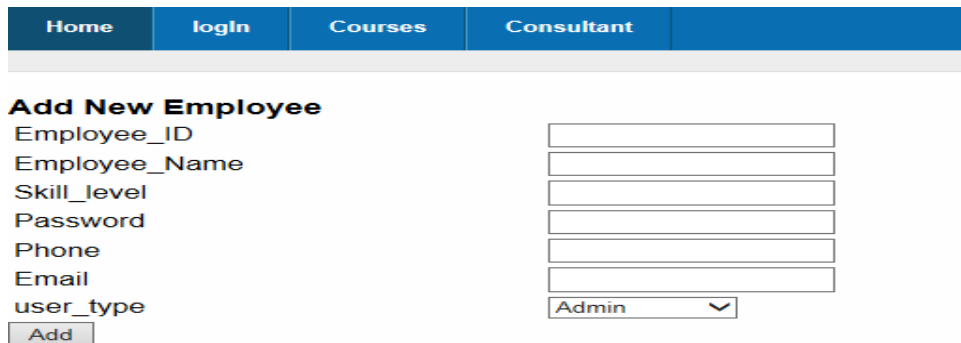 Home logIn Courses Consultant
Add New Employee
Employee_ID
Employee_Name
Skill_level
Password
Phone
Email
user_type Admin
Add